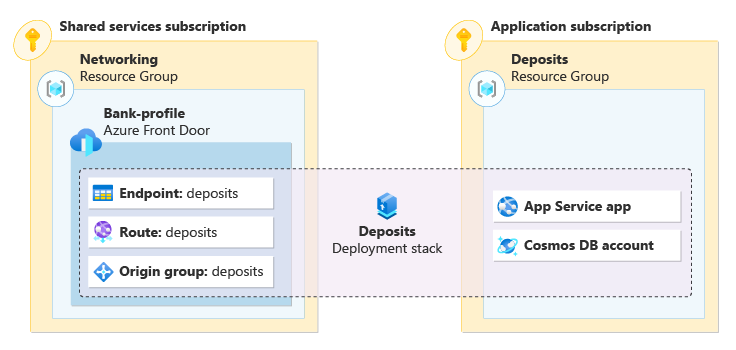 Shared services subscription
Networking
Resource Group
Bank-profile
Azure Front Door
Endpoint: deposits
Route: deposits
Origin group: deposits
Deposits
Deployment stack
Application subscription
Deposits
Resource Group
App Service app
Cosmos DB account